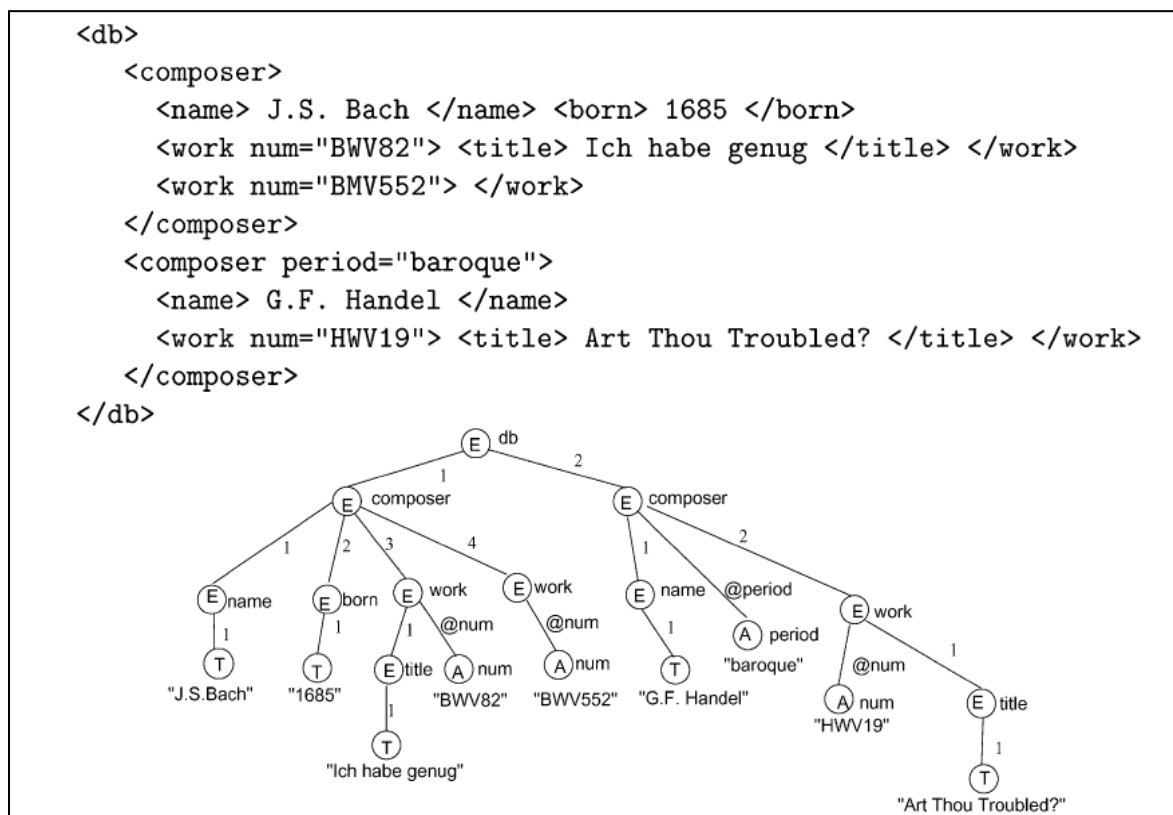 <db>
<composer>
<name> J.S. Bach </name> <born> 1685 </born>
<work num="BWV82"> <title> Ich habe genug </title> </work>
<work num="BMV552"> </work>
</composer>
<composer period="baroque">
<name> G.F. Handel </name>
<work num="HWV19"> <title> Art Thou Troubled? </title> </work>
</composer>
</db>
E db
1 2
E composer E composer
1 2 3 4 1 @period 2
E name E born E work E work E name A period E work
"baroque"
1 1 1 @num @num 1 @num 1
T T E title A num A num T A num E title
"J.S.Bach" "1685" "BWV82" "BWV552" "G.F. Handel" "HWV19"
1 1
T T
"Ich habe genug" "Art Thou Troubled?"